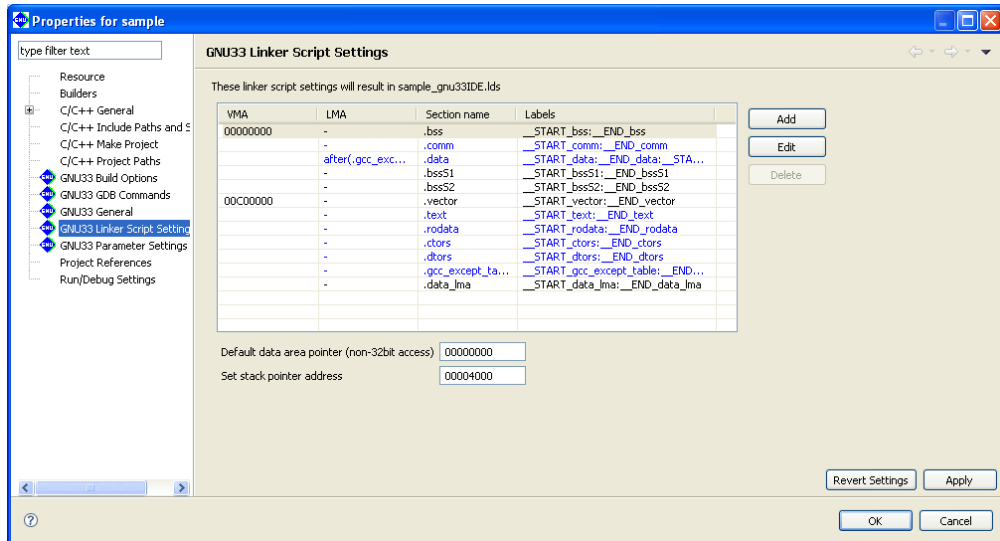 Properties for sample
type filter text
Resource
Builders
C/C++ General
C/C++ Include Paths and S
C/C++ Make Project
C/C++ Project Paths
GNU GNU33 Build Options
GNU GNU33 GDB Commands
GNU GNU33 General
GNU GNU33 Linker Script Setting
GNU GNU33 Parameter Settings
Project References
Run/Debug Settings
GNU33 Linker Script Settings
These linker script settings will result in sample_gnu33IDE.lds
VMA LMA Section name Labels
00000000 - .bss __START_bss:__END_bss
- .comm __START_comm:__END_comm
after(.gcc_exc... .data __START_data:__END_data:__STA...
- .bssS1 __START_bssS1:__END_bssS1
- .bssS2 __START_bssS2:__END_bssS2
00C00000 - .vector __START_vector:__END_vector
- .text __START_text:__END_text
- .rodata __START_rodata:__END_rodata
- .ctors __START_ctors:__END_ctors
- .dtors __START_dtors:__END_dtors
- .gcc_except_ta... __START_gcc_except_table:__END...
- .data_lma __START_data_lma:__END_data_lma
Add
Edit
Delete
Default data area pointer (non-32bit access) 00000000
Set stack pointer address 00004000
Revert Settings Apply
? OK Cancel